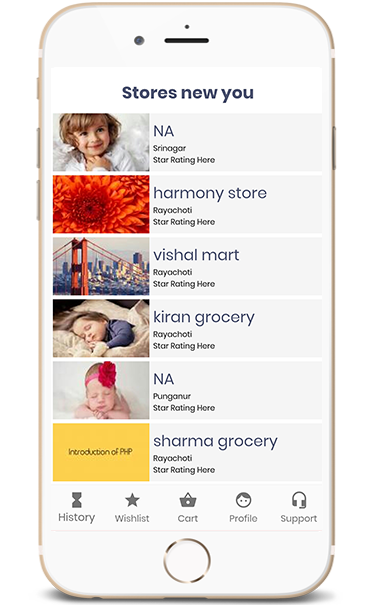 Stores new you
NA
Srinagar
Star Rating Here
harmony store
Rayachoti
Star Rating Here
vishal mart
Rayachoti
Star Rating Here
kiran grocery
Rayachoti
Star Rating Here
NA
Punganur
Star Rating Here
Introduction of PHP
sharma grocery
Rayachoti
Star Rating Here
History
Wishlist
Cart
Profile
Support